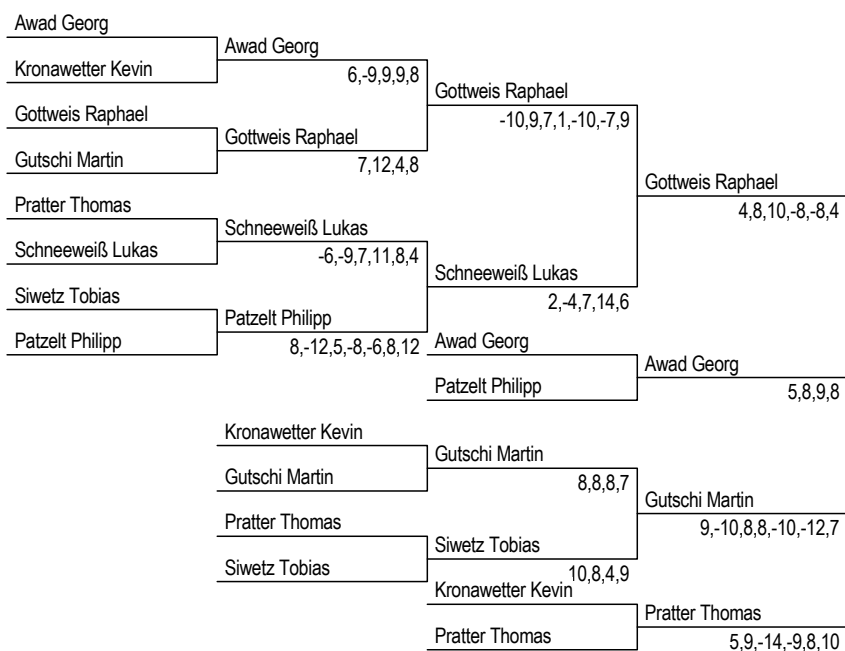 Awad Georg
Awad Georg
Kronawetter Kevin
6,-9,9,9,8
Gottweis Raphael
Gottweis Raphael
-10,9,7,1,-10,-7,9
Gottweis Raphael
Gutschi Martin
7,12,4,8
Gottweis Raphael
Pratter Thomas
4,8,10,-8,-8,4
Schneeweiß Lukas
Schneeweiß Lukas
-6,-9,7,11,8,4
Schneeweiß Lukas
Siwetz Tobias
2,-4,7,14,6
Patzelt Philipp
Patzelt Philipp
8,-12,5,-8,-6,8,12
Awad Georg
Awad Georg
Patzelt Philipp
5,8,9,8
Kronawetter Kevin
Gutschi Martin
Gutschi Martin
8,8,8,7
Gutschi Martin
Pratter Thomas
9,-10,8,8,-10,-12,7
Siwetz Tobias
Siwetz Tobias
10,8,4,9
Kronawetter Kevin
Pratter Thomas
Pratter Thomas
5,9,-14,-9,8,10